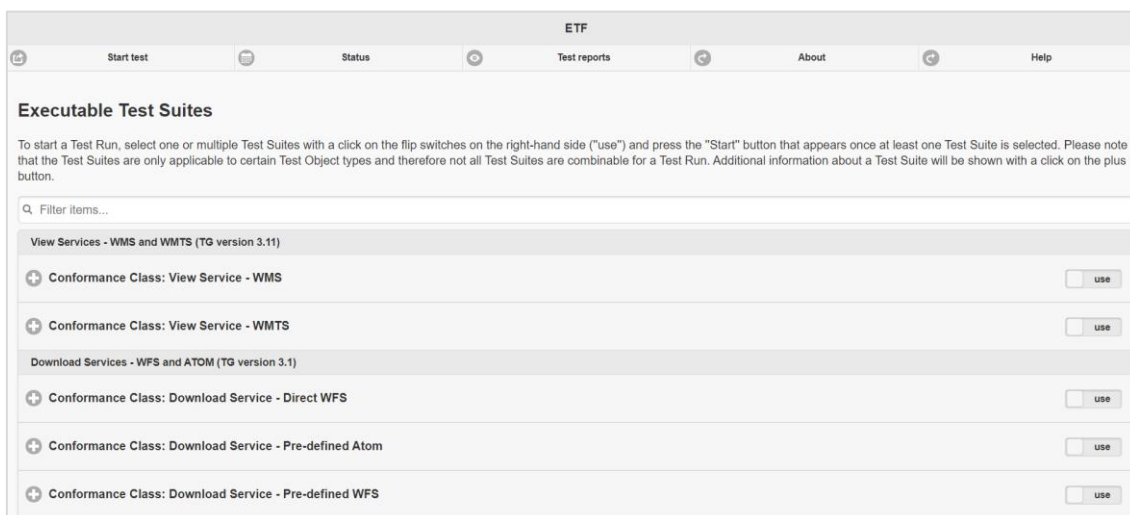 ETF
Start test
Status
Test reports
About
Help
Executable Test Suites
To start a Test Run, select one or multiple Test Suites with a click on the flip switches on the right-hand side ("use") and press the "Start" button that appears once at least one Test Suite is selected. Please note
that the Test Suites are only applicable to certain Test Object types and therefore not all Test Suites are combinable for a Test Run. Additional information about a Test Suite will be shown with a click on the plus
button.
Filter items...
View Services - WMS and WMTS (TG version 3.11)
Conformance Class: View Service - WMS
use
Conformance Class: View Service - WMTS
use
Download Services - WFS and ATOM (TG version 3.1)
Conformance Class: Download Service - Direct WFS
use
Conformance Class: Download Service - Pre-defined Atom
use
Conformance Class: Download Service - Pre-defined WFS
use